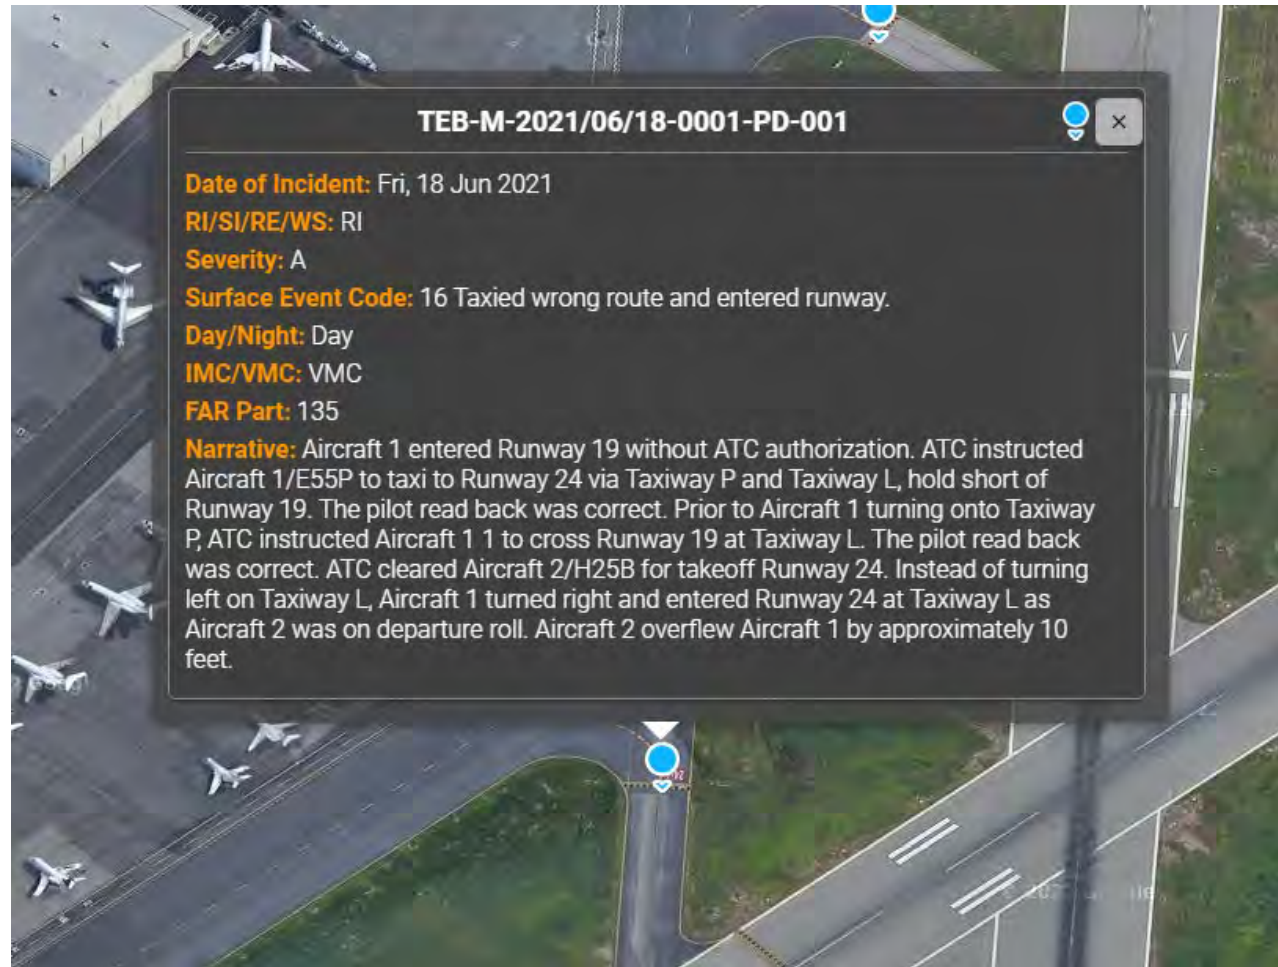 TEB-M-2021/06/18-0001-PD-001
×
Date of Incident: Fri, 18 Jun 2021
RI/SI/RE/WS: RI
Severity: A
Surface Event Code: 16 Taxied wrong route and entered runway.
Day/Night: Day
IMC/VMC: VMC
FAR Part: 135
Narrative: Aircraft 1 entered Runway 19 without ATC authorization. ATC instructed
Aircraft 1/E55P to taxi to Runway 24 via Taxiway P and Taxiway L, hold short of
Runway 19. The pilot read back was correct. Prior to Aircraft 1 turning onto Taxiway
P, ATC instructed Aircraft 1 1 to cross Runway 19 at Taxiway L. The pilot read back
was correct. ATC cleared Aircraft 2/H25B for takeoff Runway 24. Instead of turning
left on Taxiway L, Aircraft 1 turned right and entered Runway 24 at Taxiway L as
Aircraft 2 was on departure roll. Aircraft 2 overflew Aircraft 1 by approximately 10
feet.